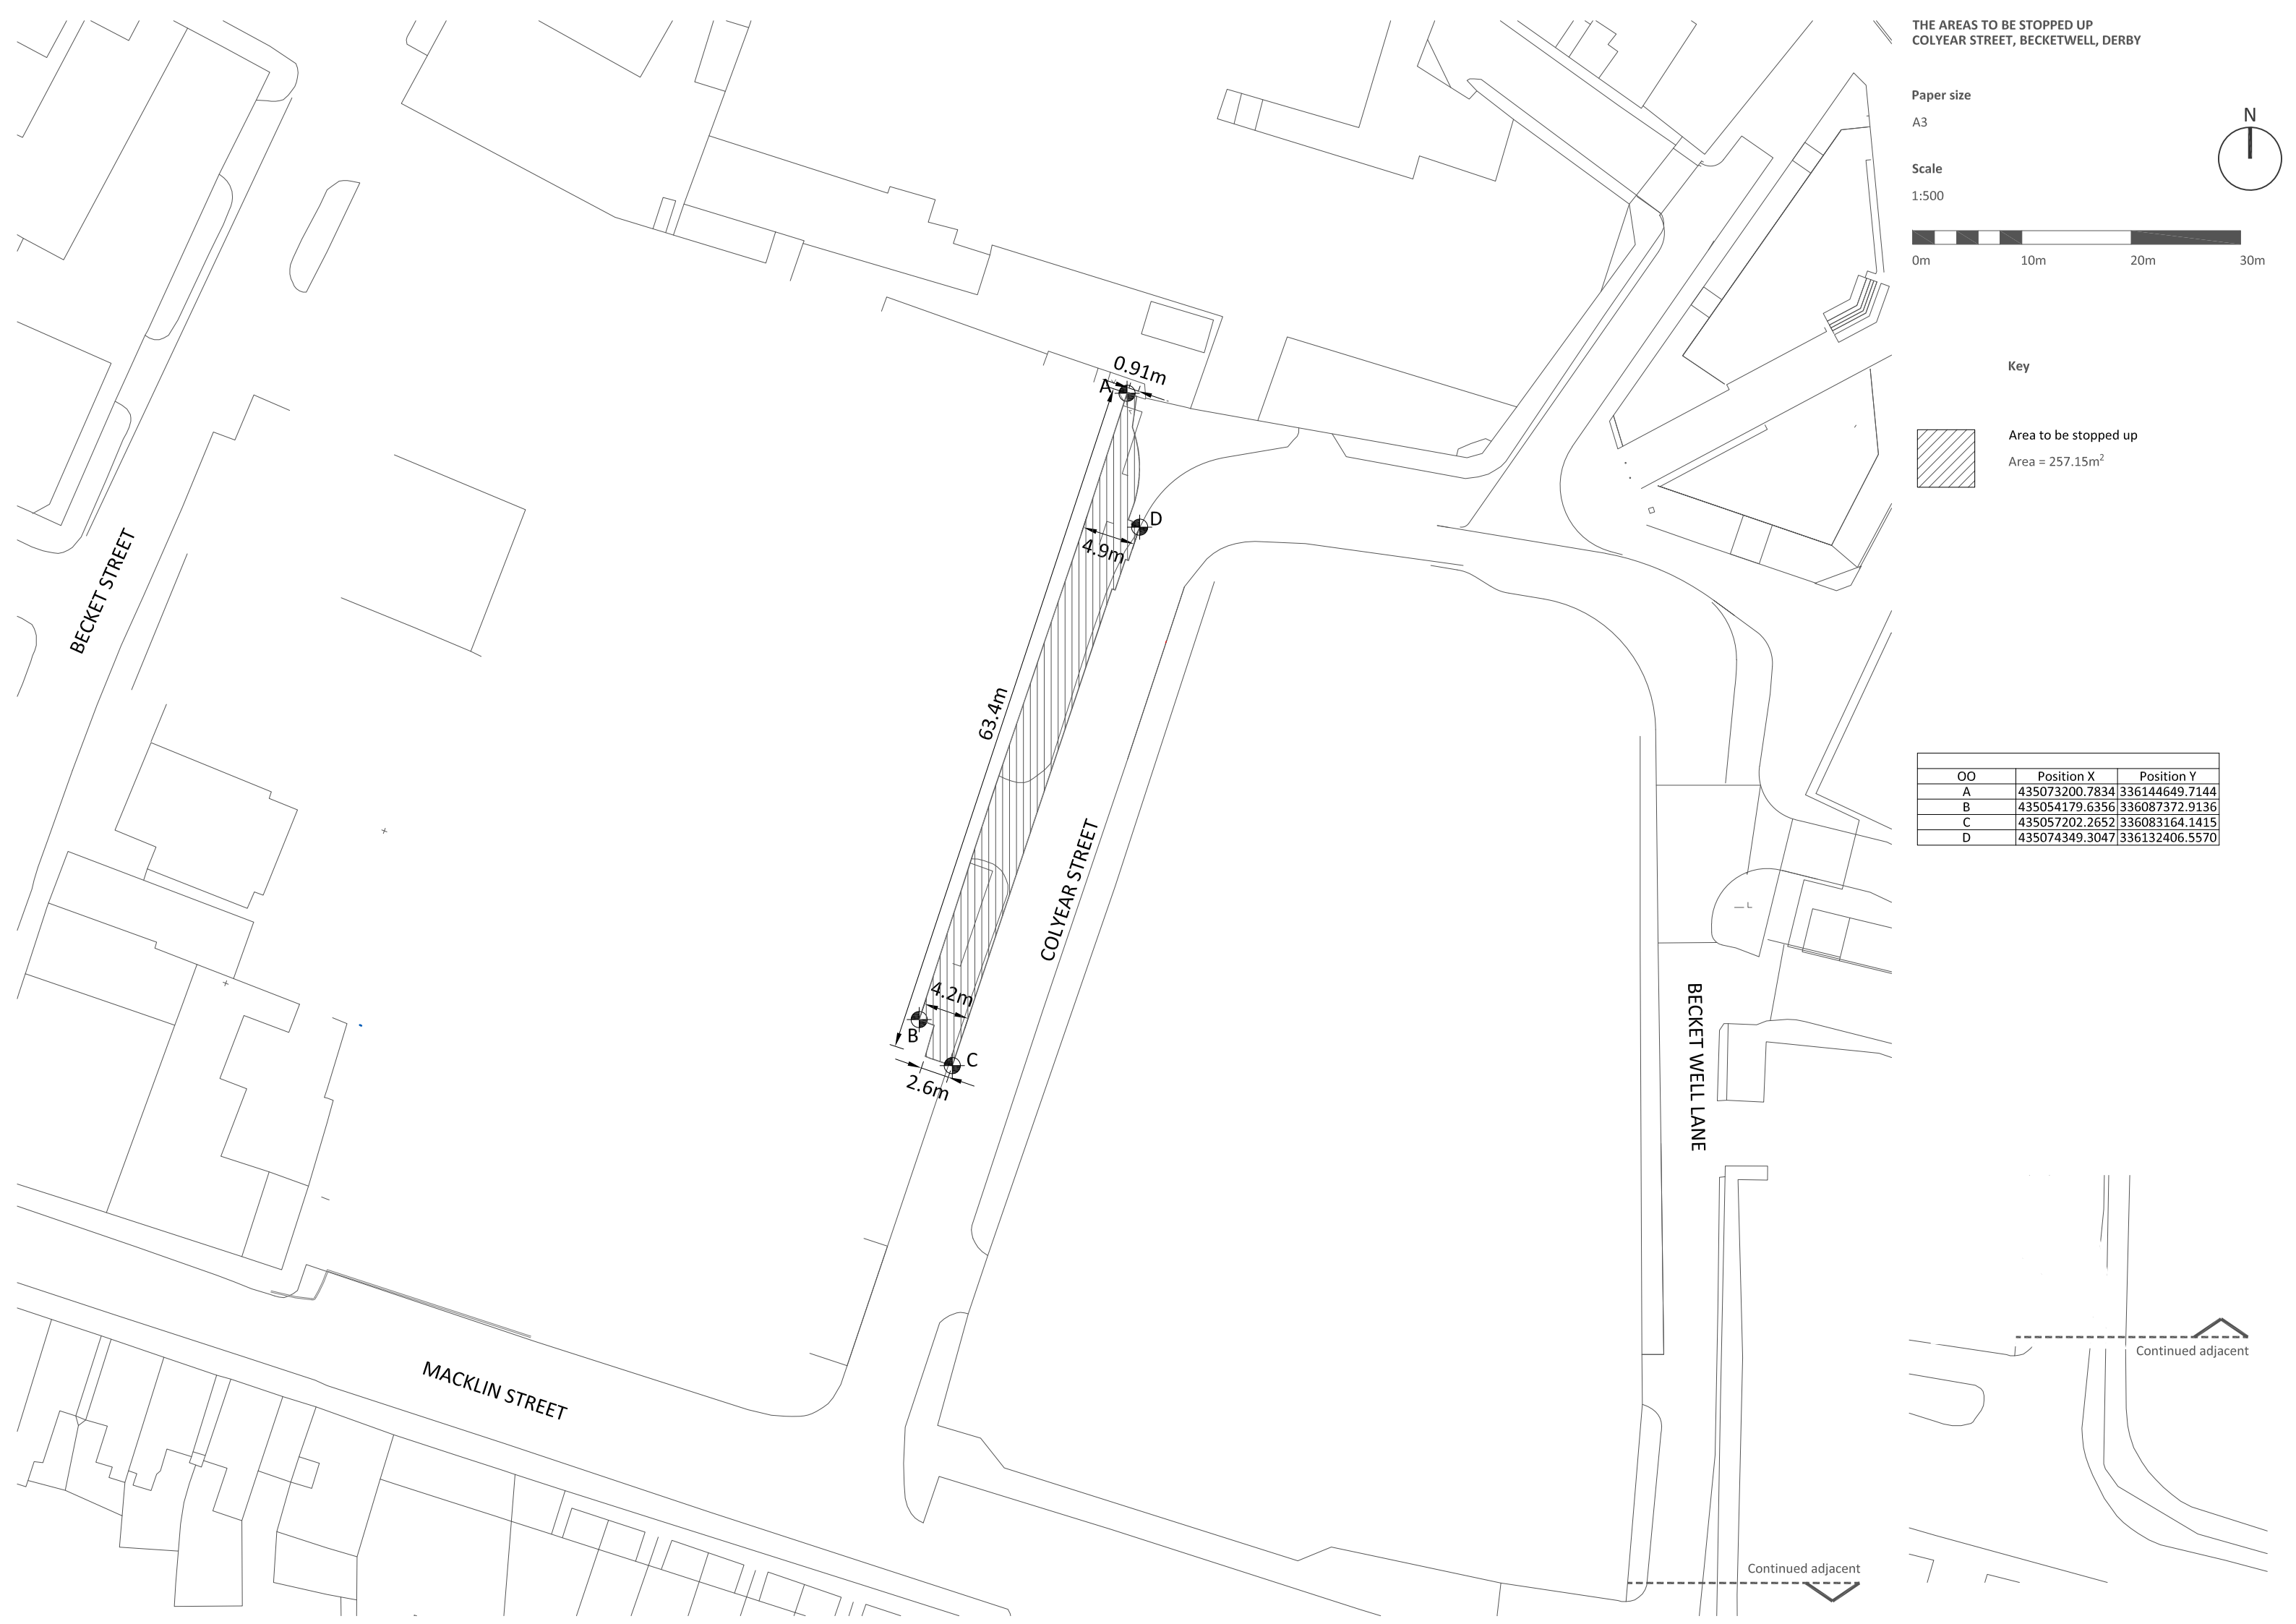 THE AREAS TO BE STOPPED UP
COLYEAR STREET, BECKETWELL, DERBY
Paper size
A3
N
Scale
1:500
0m 10m 20m 30m
Key
Area to be stopped up
Area = 257.15m²
OO Position X Position Y
A 435073200.7834 336144649.7144
B 435054179.6356 336087372.9136
C 435057202.2652 336083164.1415
D 435074349.3047 336132406.5570
0.91m
A
D
4.9m
63.4m
BECKET STREET
COLYEAR STREET
4.2m
B
C
2.6m
BECKET WELL LANE
MACKLIN STREET
Continued adjacent
Continued adjacent